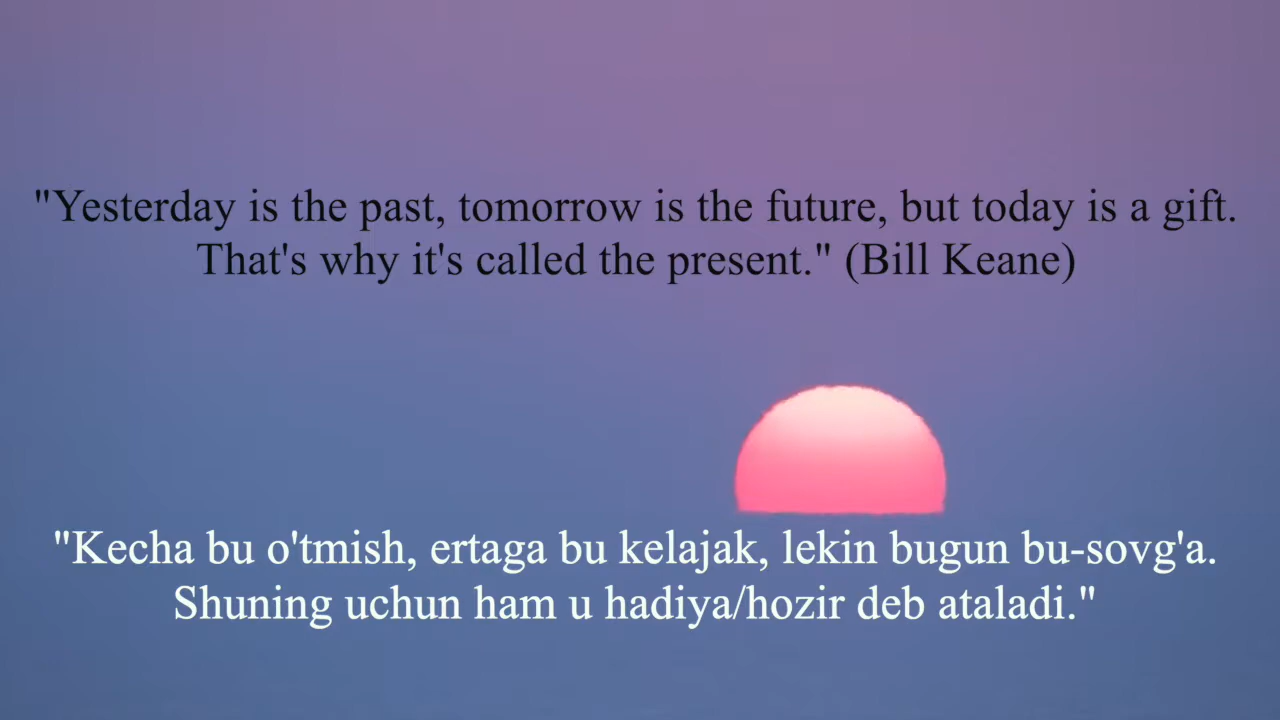 "Yesterday is the past, tomorrow is the future, but today is a gift.
That's why it's called the present." (Bill Keane)
"Kecha bu o'tmish, ertaga bu kelajak, lekin bugun bu-sovg'a.
Shuning uchun ham u hadiya/hozir deb ataladi."